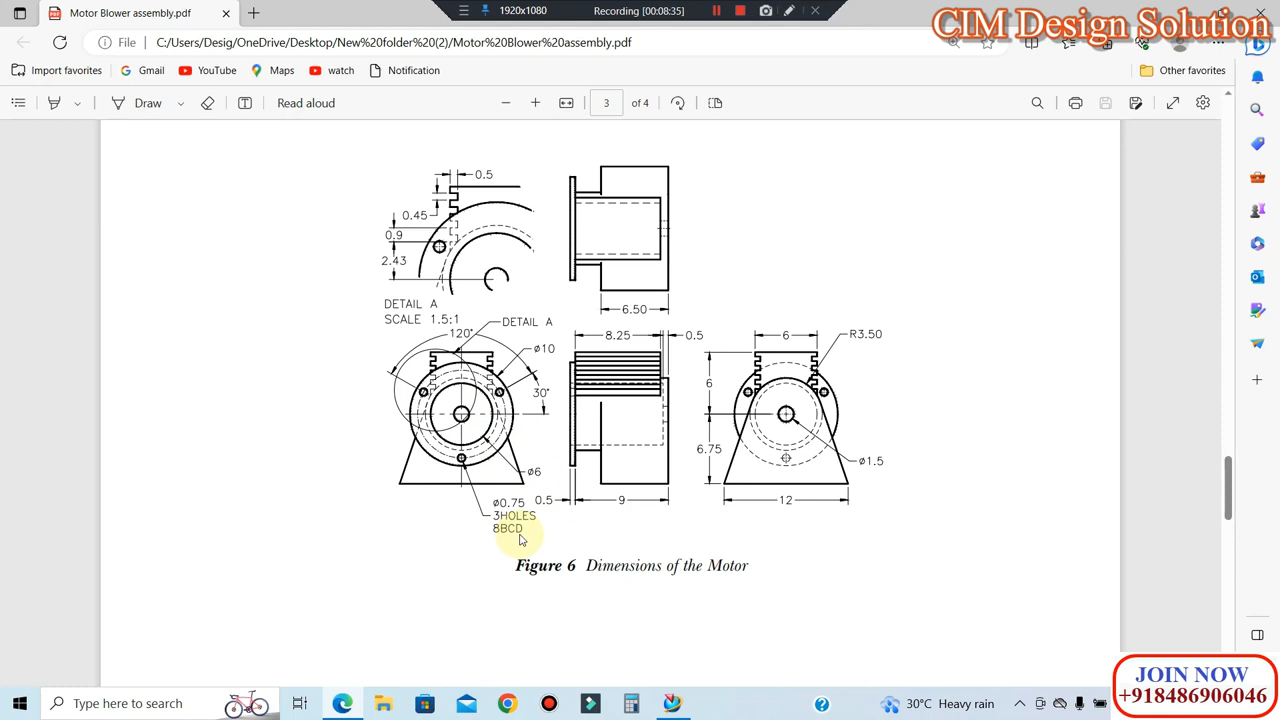 Motor Blower assembly.pdf
1920x1080
Recording [00:08:35]
CIM Design Solution
File
C:/Users/Desig/OneDrive/Desktop/New%20folder%20(2)/Motor%20Blower%20assembly.pdf
Import favorites
Gmail
YouTube
Maps
watch
Notification
Other favorites
Draw
Read aloud
3
of 4
0.5
0.45
0.9
2.43
DETAIL A
SCALE 1.5:1
6.50
120°
DETAIL A
ø10
30°
ø6
ø0.75
3HOLES
8BCD
8.25
0.5
0.5
9
6
R3.50
6
6.75
ø1.5
12
Figure 6 Dimensions of the Motor
JOIN NOW
+918486906046
Type here to search
30°C Heavy rain